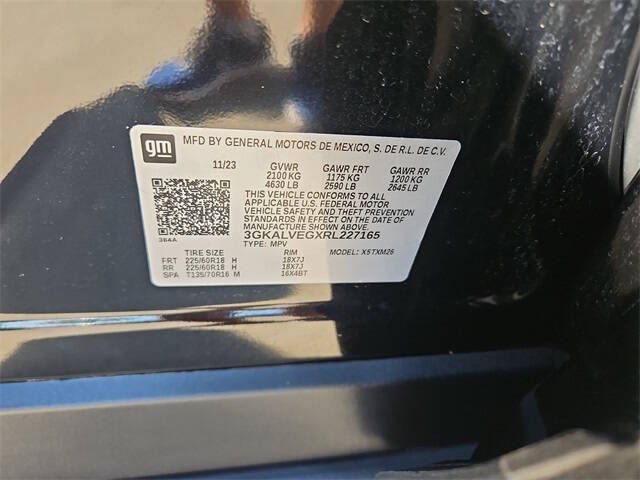 gm
MFD BY GENERAL MOTORS DE MEXICO, S. DE R.L. DE C.V.
11/23 GVWR GAWR FRT GAWR RR
2100 KG 1175 KG 1200 KG
4630 LB 2590 LB 2645 LB
THIS VEHICLE CONFORMS TO ALL
APPLICABLE U.S. FEDERAL MOTOR
VEHICLE SAFETY AND THEFT PREVENTION
STANDARDS IN EFFECT ON THE DATE OF
MANUFACTURE SHOWN ABOVE.
3GKALVEGXRL227165
TYPE: MPV MODEL: XSTXM26
TIRE SIZE RIM
FRT 225/60R18 H 18X7J
RR 225/60R18 H 18X7J
SPA T135/70R16 M 16X4BT